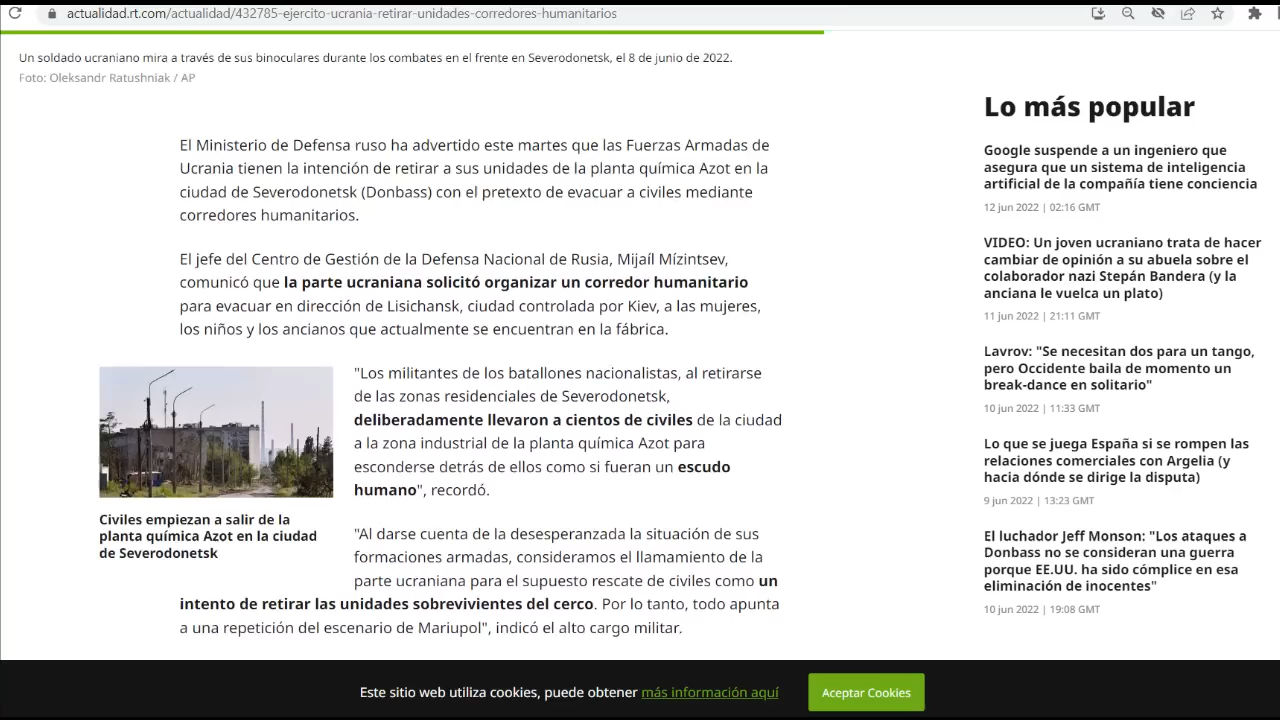 actualidad.rt.com/actualidad/432785-ejercito-ucrania-retirar-unidades-corredores-humanitarios
Un soldado ucraniano mira a través de sus binoculares durante los combates en el frente en Severodonetsk, el 8 de junio de 2022.
Foto: Oleksandr Ratushniak / AP
El Ministerio de Defensa ruso ha advertido este martes que las Fuerzas Armadas de
Ucrania tienen la intención de retirar a sus unidades de la planta química Azot en la
ciudad de Severodonetsk (Donbass) con el pretexto de evacuar a civiles mediante
corredores humanitarios.
El jefe del Centro de Gestión de la Defensa Nacional de Rusia, Mijaíl Mízintsev,
comunicó que la parte ucraniana solicitó organizar un corredor humanitario
para evacuar en dirección de Lisichansk, ciudad controlada por Kiev, a las mujeres,
los niños y los ancianos que actualmente se encuentran en la fábrica.
"Los militantes de los batallones nacionalistas, al retirarse
de las zonas residenciales de Severodonetsk,
deliberadamente llevaron a cientos de civiles de la ciudad
a la zona industrial de la planta química Azot para
esconderse detrás de ellos como si fueran un escudo
humano", recordó.
Civiles empiezan a salir de la
planta química Azot en la ciudad
de Severodonetsk
"Al darse cuenta de la desesperanzada la situación de sus
formaciones armadas, consideramos el llamamiento de la
parte ucraniana para el supuesto rescate de civiles como un
intento de retirar las unidades sobrevivientes del cerco. Por lo tanto, todo apunta
a una repetición del escenario de Mariupol", indicó el alto cargo militar.
Lo más popular
Google suspende a un ingeniero que
asegura que un sistema de inteligencia
artificial de la compañía tiene conciencia
12 jun 2022 | 02:16 GMT
VIDEO: Un joven ucraniano trata de hacer
cambiar de opinión a su abuela sobre el
colaborador nazi Stepán Bandera (y la
anciana le vuelca un plato)
11 jun 2022 | 21:11 GMT
Lavrov: "Se necesitan dos para un tango,
pero Occidente baila de momento un
break-dance en solitario"
10 jun 2022 | 11:33 GMT
Lo que se juega España si se rompen las
relaciones comerciales con Argelia (y
hacia dónde se dirige la disputa)
9 jun 2022 | 13:23 GMT
El luchador Jeff Monson: "Los ataques a
Donbass no se consideran una guerra
porque EE.UU. ha sido cómplice en esa
eliminación de inocentes"
10 jun 2022 | 19:08 GMT
Este sitio web utiliza cookies, puede obtener más información aquí
Aceptar Cookies